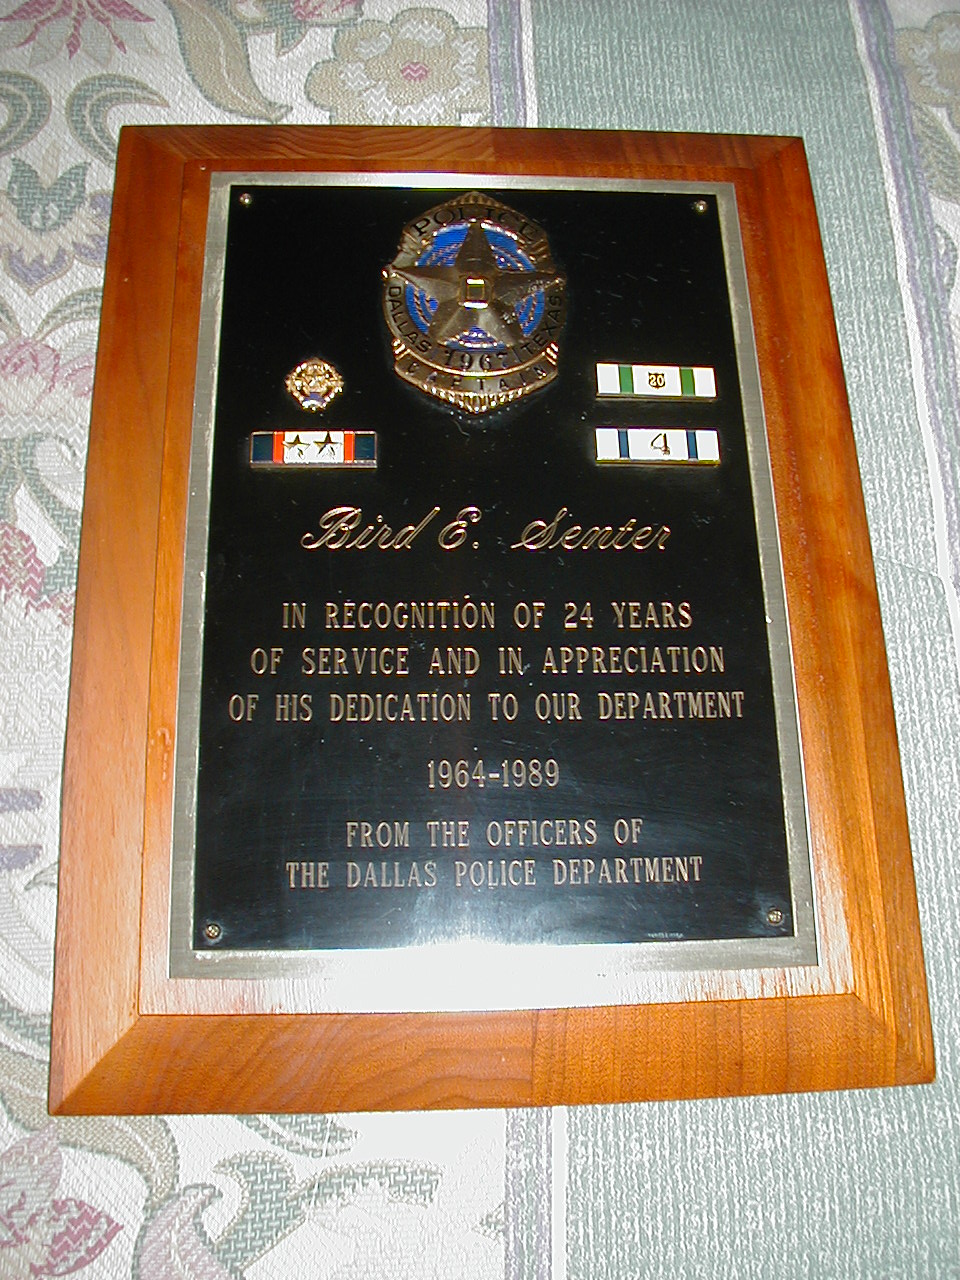 POLICE
DALLAS 1967 TEXAS
CAPTAIN
20
4
Bird E. Senter
IN RECOGNITION OF 24 YEARS
OF SERVICE AND IN APPRECIATION
OF HIS DEDICATION TO OUR DEPARTMENT
1964-1989
FROM THE OFFICERS OF
THE DALLAS POLICE DEPARTMENT